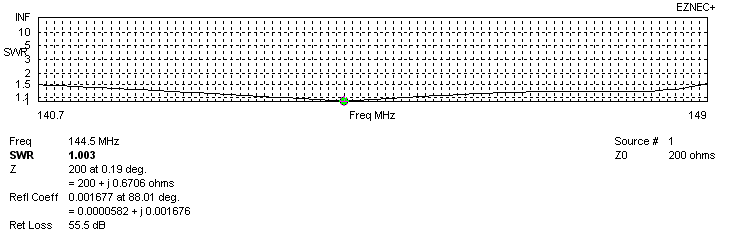 EZNEC+
INF
10
5
SWR
3
2
1.5
1.1
1
140.7 Freq MHz 149
Freq 144.5 MHz Source # 1
SWR 1.003 Z0 200 ohms
Z 200 at 0.19 deg.
= 200 + j 0.6706 ohms
Refl Coeff 0.001677 at 88.01 deg.
= 0.0000582 + j 0.001676
Ret Loss 55.5 dB